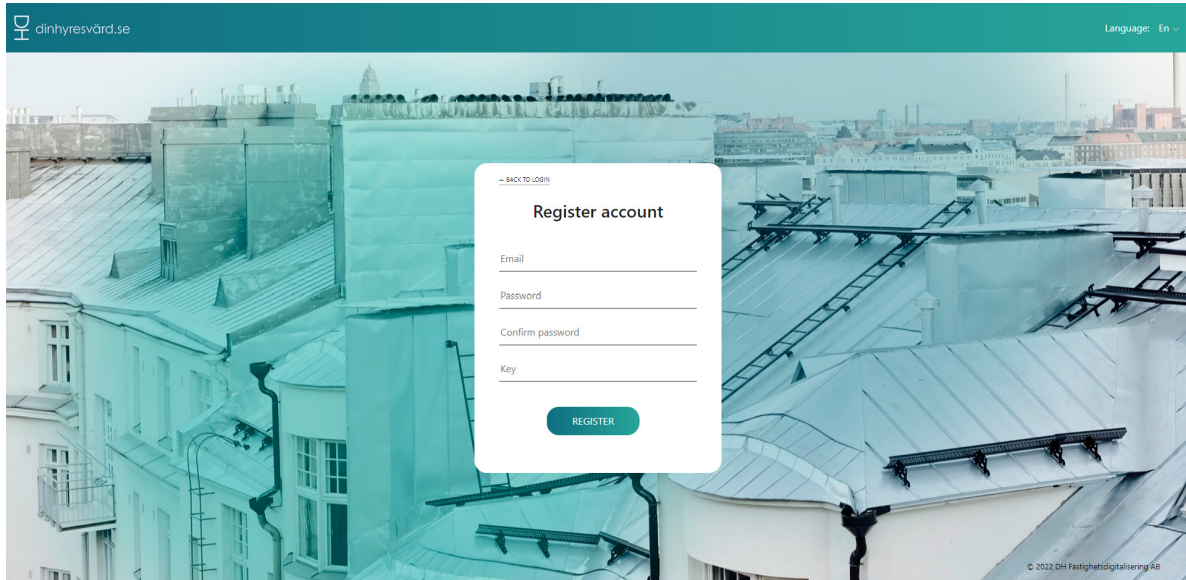 dinhyresvärd.se
Language: En
← BACK TO LOGIN
Register account
Email
Password
Confirm password
Key
REGISTER
© 2022 DH Fastighetsdigitalisering AB